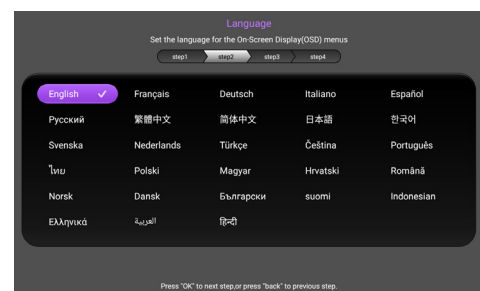 Language
Set the language for the On-Screen Display(OSD) menus
step1 step2 step3 step4
English Français Deutsch Italiano Español
Русский 繁體中文 简体中文 日本語 한국어
Svenska Nederlands Türkçe Čeština Português
ไทย Polski Magyar Hrvatski Română
Norsk Dansk Български suomi Indonesian
Ελληνικά العربية हिन्दी
Press "OK" to next step,or press "back" to previous step.